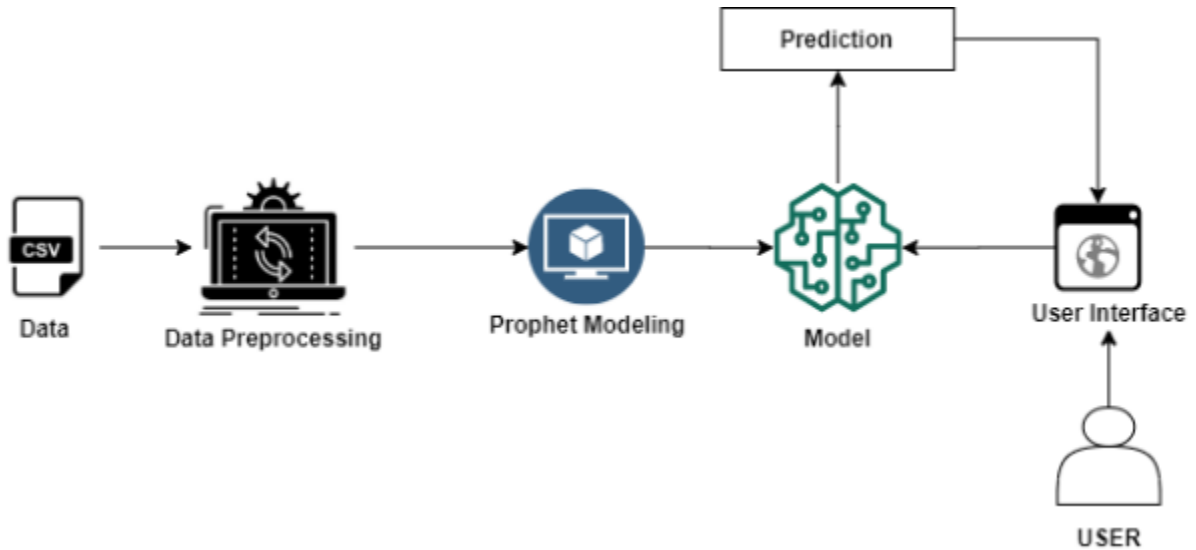 Prediction
CSV
Data
Data Preprocessing
Prophet Modeling
Model
User Interface
USER